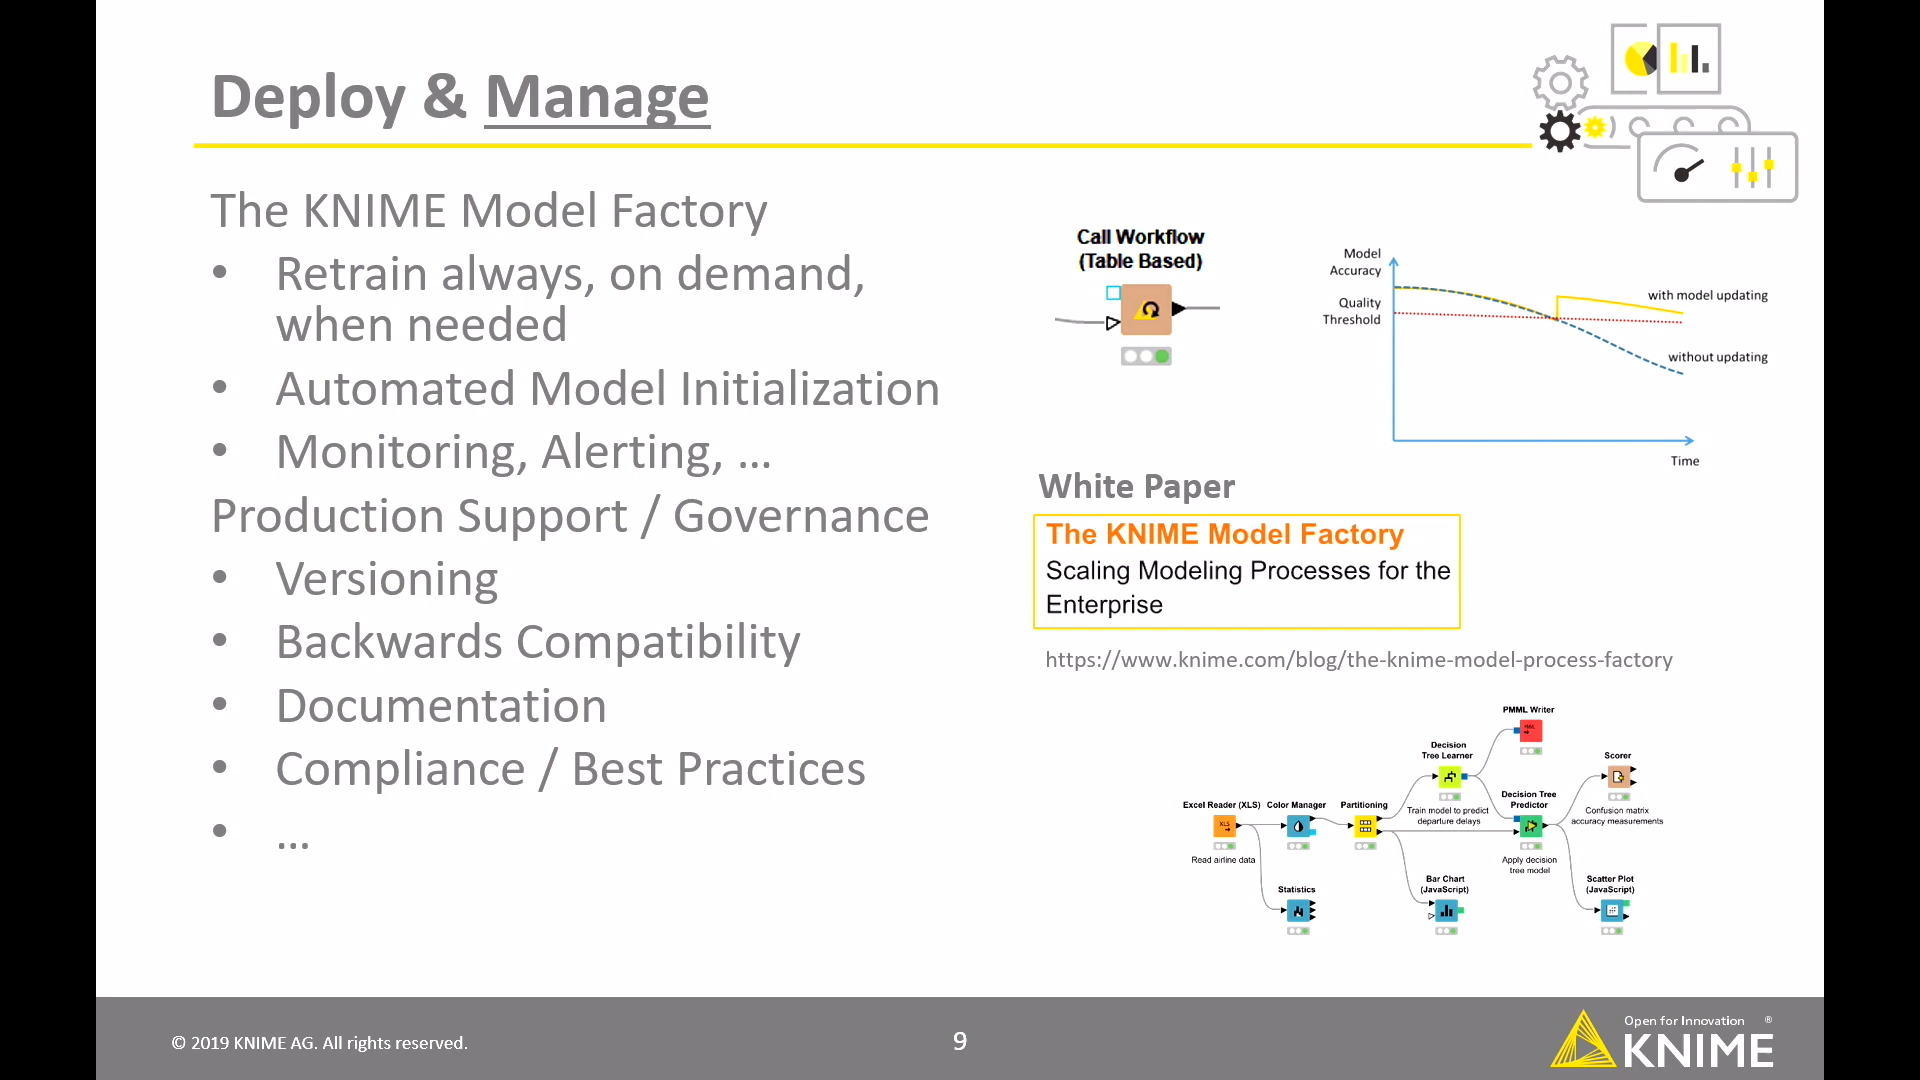 Deploy & Manage
The KNIME Model Factory
• Retrain always, on demand,
when needed
• Automated Model Initialization
• Monitoring, Alerting, ...
Production Support / Governance
• Versioning
• Backwards Compatibility
• Documentation
• Compliance / Best Practices
• ...
Call Workflow
(Table Based)
Model
Accuracy
Quality
Threshold
with model updating
without updating
Time
White Paper
The KNIME Model Factory
Scaling Modeling Processes for the
Enterprise
https://www.knime.com/blog/the-knime-model-process-factory
PMML Writer
Decision
Tree Learner
Train model to predict
departure delays
Scorer
Confusion matrix
accuracy measurements
Excel Reader (XLS)
XLS
Read airline data
Color Manager
Partitioning
Decision Tree
Predictor
Apply decision
tree model
Statistics
Bar Chart
(JavaScript)
Scatter Plot
(JavaScript)
© 2019 KNIME AG. All rights reserved.
9
Open for Innovation ®
KNIME